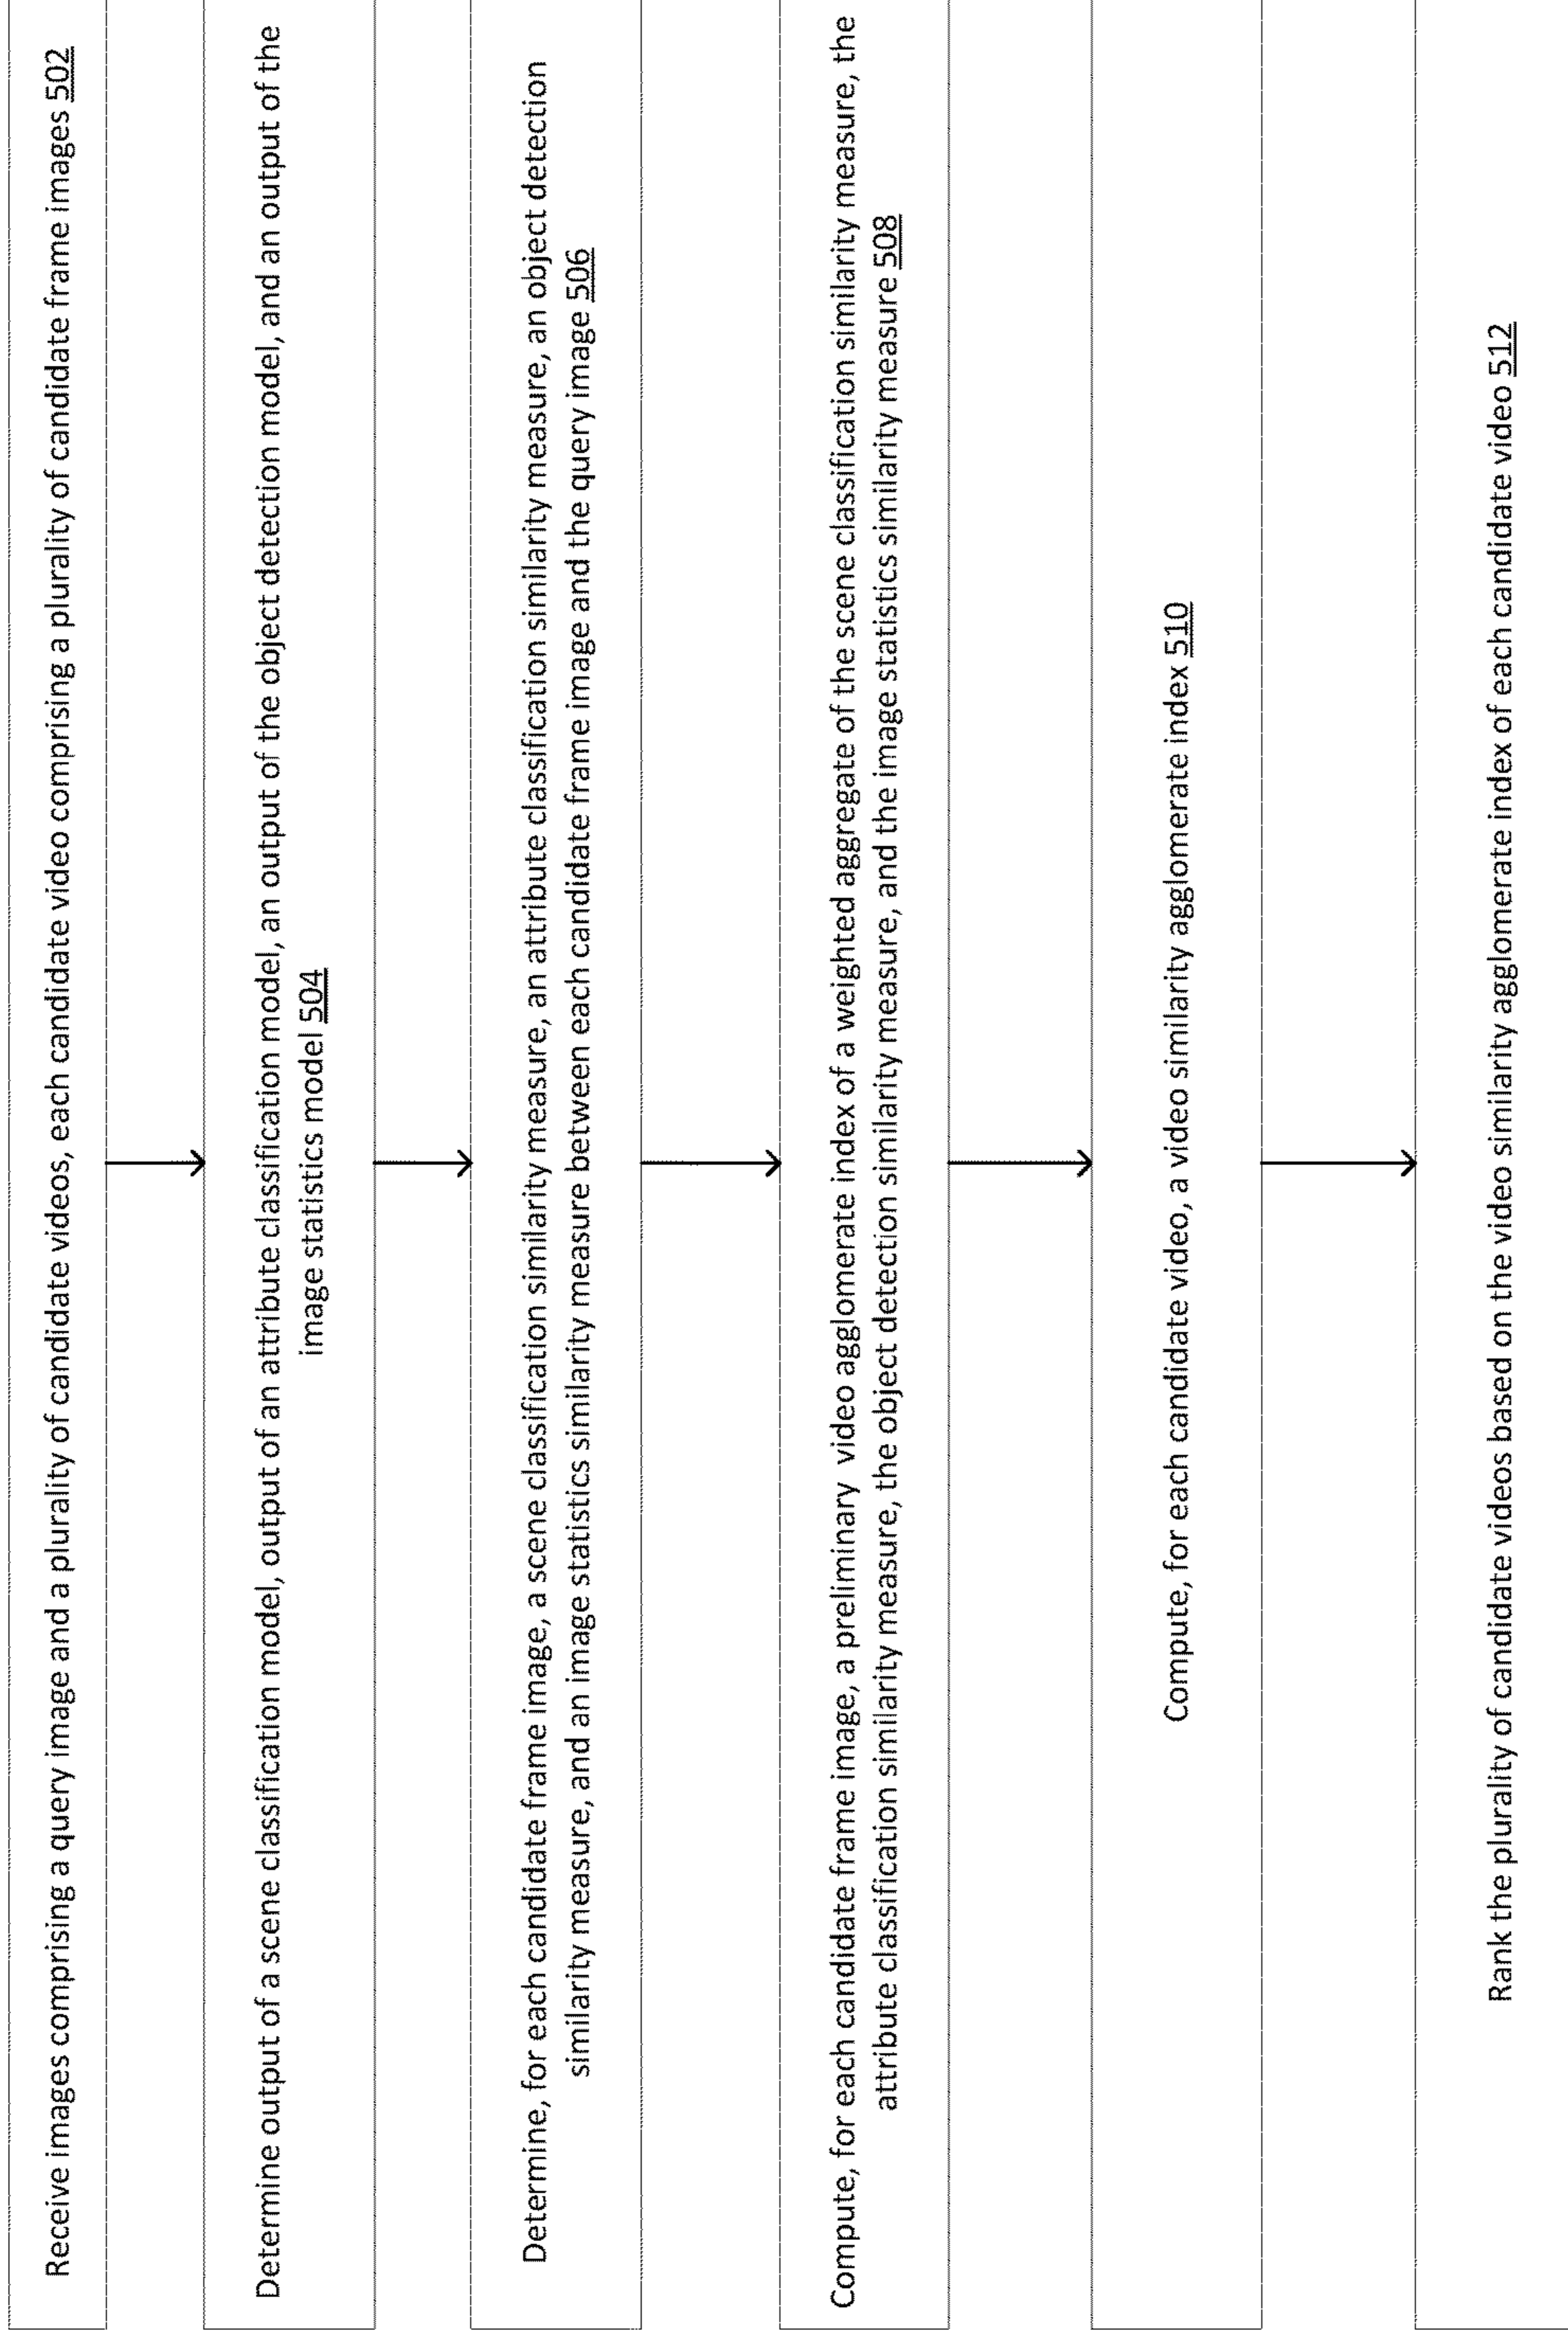 Receive images comprising a query image and a plurality of candidate videos, each candidate video comprising a plurality of candidate frame images 502
Determine output of a scene classification model, output of an attribute classification model, an output of the object detection model, and an output of the
image statistics model 504
Determine, for each candidate frame image, a scene classification similarity measure, an attribute classification similarity measure, an object detection
similarity measure, and an image statistics similarity measure between each candidate frame image and the query image 506
Compute, for each candidate frame image, a preliminary video agglomerate index of a weighted aggregate of the scene classification similarity measure, the
attribute classification similarity measure, the object detection similarity measure, and the image statistics similarity measure 508
Compute, for each candidate video, a video similarity agglomerate index 510
Rank the plurality of candidate videos based on the video similarity agglomerate index of each candidate video 512